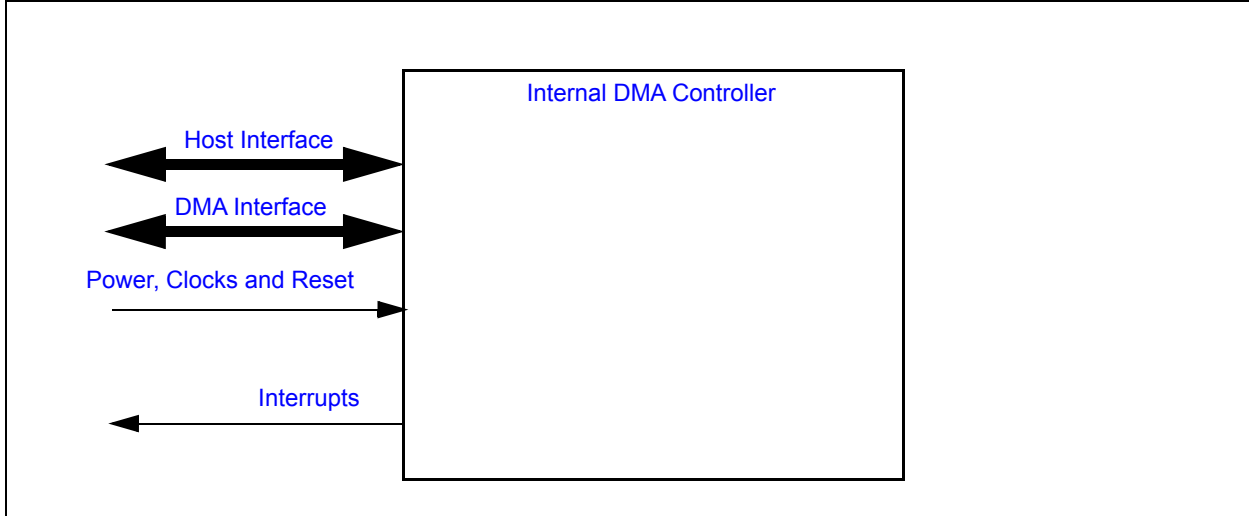 Internal DMA Controller
Host Interface
DMA Interface
Power, Clocks and Reset
Interrupts